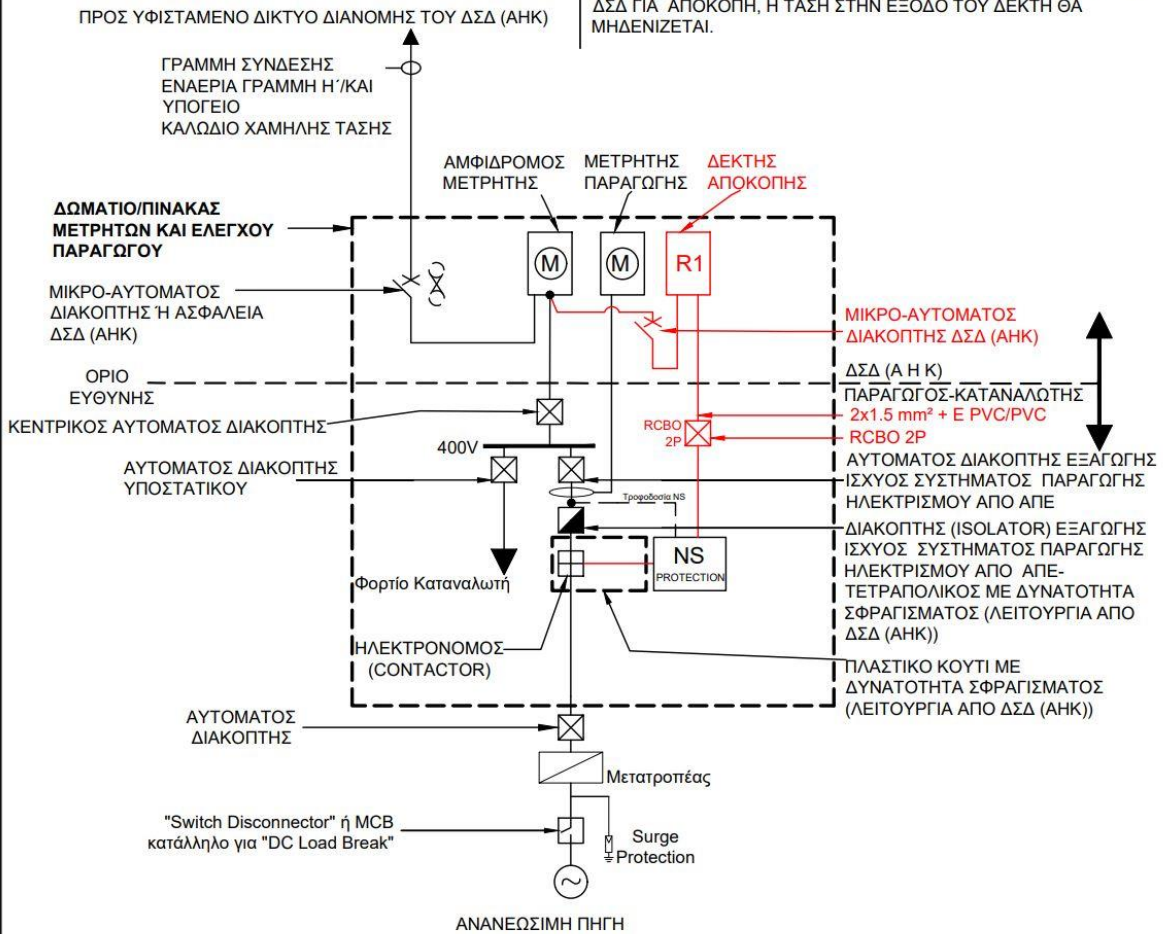 ΠΡΟΣ ΥΦΙΣΤΑΜΕΝΟ ΔΙΚΤΥΟ ΔΙΑΝΟΜΗΣ ΤΟΥ ΔΣΔ (ΑΗΚ)
ΔΣΔ ΓΙΑ ΑΠΟΚΟΠΗ, Η ΤΑΣΗ ΣΤΗΝ ΕΞΟΔΟ ΤΟΥ ΔΕΚΤΗ ΘΑ
ΜΗΔΕΝΙΖΕΤΑΙ.
ΓΡΑΜΜΗ ΣΥΝΔΕΣΗΣ
ΕΝΑΕΡΙΑ ΓΡΑΜΜΗ Η΄/ΚΑΙ
ΥΠΟΓΕΙΟ
ΚΑΛΩΔΙΟ ΧΑΜΗΛΗΣ ΤΑΣΗΣ
ΑΜΦΙΔΡΟΜΟΣ
ΜΕΤΡΗΤΗΣ
ΜΕΤΡΗΤΗΣ
ΠΑΡΑΓΩΓΗΣ
ΔΕΚΤΗΣ
ΑΠΟΚΟΠΗΣ
ΔΩΜΑΤΙΟ/ΠΙΝΑΚΑΣ
ΜΕΤΡΗΤΩΝ ΚΑΙ ΕΛΕΓΧΟΥ
ΠΑΡΑΓΩΓΟΥ
M
M
R1
ΜΙΚΡΟ-ΑΥΤΟΜΑΤΟΣ
ΔΙΑΚΟΠΤΗΣ Ή ΑΣΦΑΛΕΙΑ
ΔΣΔ (ΑΗΚ)
ΜΙΚΡΟ-ΑΥΤΟΜΑΤΟΣ
ΔΙΑΚΟΠΤΗΣ ΔΣΔ (ΑΗΚ)
ΟΡΙΟ
ΕΥΘΥΝΗΣ
ΔΣΔ (Α Η Κ)
ΠΑΡΑΓΩΓΟΣ-ΚΑΤΑΝΑΛΩΤΗΣ
2x1.5 mm² + E PVC/PVC
ΚΕΝΤΡΙΚΟΣ ΑΥΤΟΜΑΤΟΣ ΔΙΑΚΟΠΤΗΣ
RCBO
2P
RCBO 2P
400V
ΑΥΤΟΜΑΤΟΣ ΔΙΑΚΟΠΤΗΣ
ΥΠΟΣΤΑΤΙΚΟΥ
ΑΥΤΟΜΑΤΟΣ ΔΙΑΚΟΠΤΗΣ ΕΞΑΓΩΓΗΣ
ΙΣΧΥΟΣ ΣΥΣΤΗΜΑΤΟΣ ΠΑΡΑΓΩΓΗΣ
ΗΛΕΚΤΡΙΣΜΟΥ ΑΠΟ ΑΠΕ
Τροφοδοσία NS
ΔΙΑΚΟΠΤΗΣ (ISOLATOR) ΕΞΑΓΩΓΗΣ
ΙΣΧΥΟΣ ΣΥΣΤΗΜΑΤΟΣ ΠΑΡΑΓΩΓΗΣ
ΗΛΕΚΤΡΙΣΜΟΥ ΑΠΟ ΑΠΕ-
ΤΕΤΡΑΠΟΛΙΚΟΣ ΜΕ ΔΥΝΑΤΟΤΗΤΑ
ΣΦΡΑΓΙΣΜΑΤΟΣ (ΛΕΙΤΟΥΡΓΙΑ ΑΠΟ
ΔΣΔ (ΑΗΚ))
NS
PROTECTION
Φορτίο Καταναλωτή
ΗΛΕΚΤΡΟΝΟΜΟΣ
(CONTACTOR)
ΠΛΑΣΤΙΚΟ ΚΟΥΤΙ ΜΕ
ΔΥΝΑΤΟΤΗΤΑ ΣΦΡΑΓΙΣΜΑΤΟΣ
(ΛΕΙΤΟΥΡΓΙΑ ΑΠΟ ΔΣΔ (ΑΗΚ))
ΑΥΤΟΜΑΤΟΣ
ΔΙΑΚΟΠΤΗΣ
Μετατροπέας
"Switch Disconnector" ή MCB
κατάλληλο για "DC Load Break"
Surge
Protection
ΑΝΑΝΕΩΣΙΜΗ ΠΗΓΗ